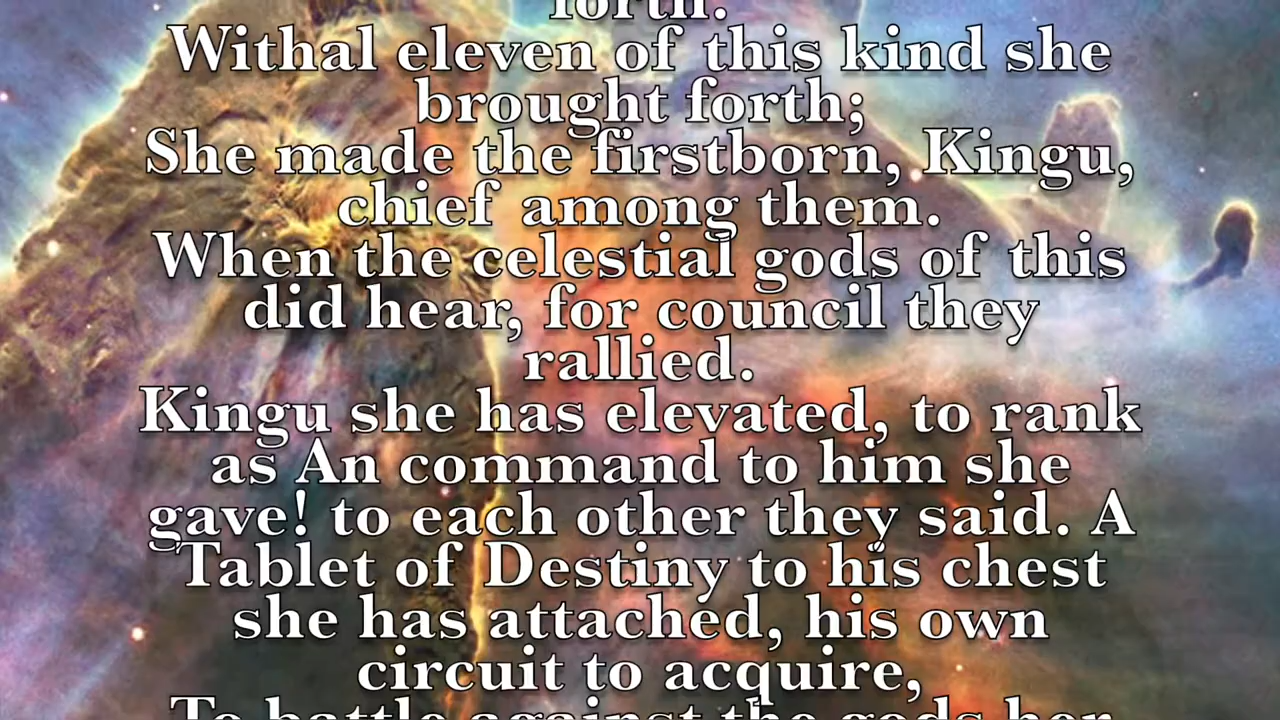 forth.
Withal eleven of this kind she
brought forth;
She made the firstborn, Kingu,
chief among them.
When the celestial gods of this
did hear, for council they
rallied.
Kingu she has elevated, to rank
as An command to him she
gave! to each other they said. A
Tablet of Destiny to his chest
she has attached, his own
circuit to acquire,
To battle against the gods her